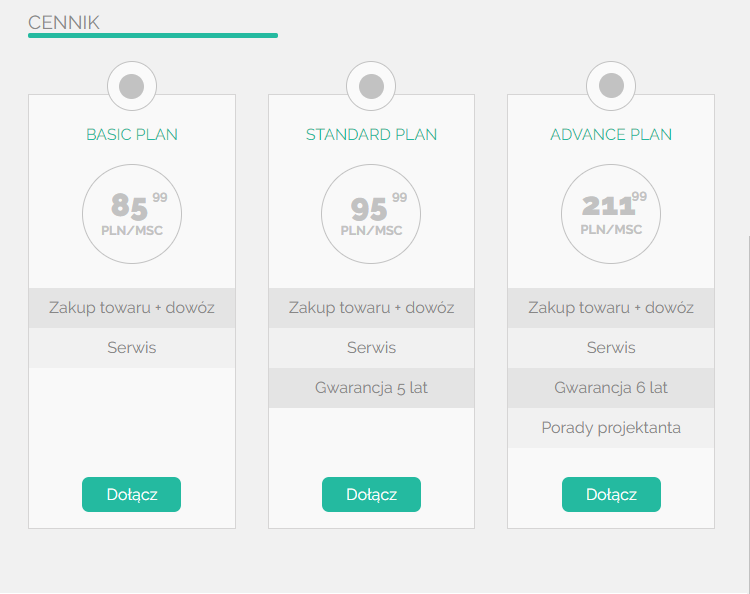 CENNIK
BASIC PLAN
85 99
PLN/MSC
Zakup towaru + dowóz
Serwis
Dołącz
STANDARD PLAN
95 99
PLN/MSC
Zakup towaru + dowóz
Serwis
Gwarancja 5 lat
Dołącz
ADVANCE PLAN
211 99
PLN/MSC
Zakup towaru + dowóz
Serwis
Gwarancja 6 lat
Porady projektanta
Dołącz